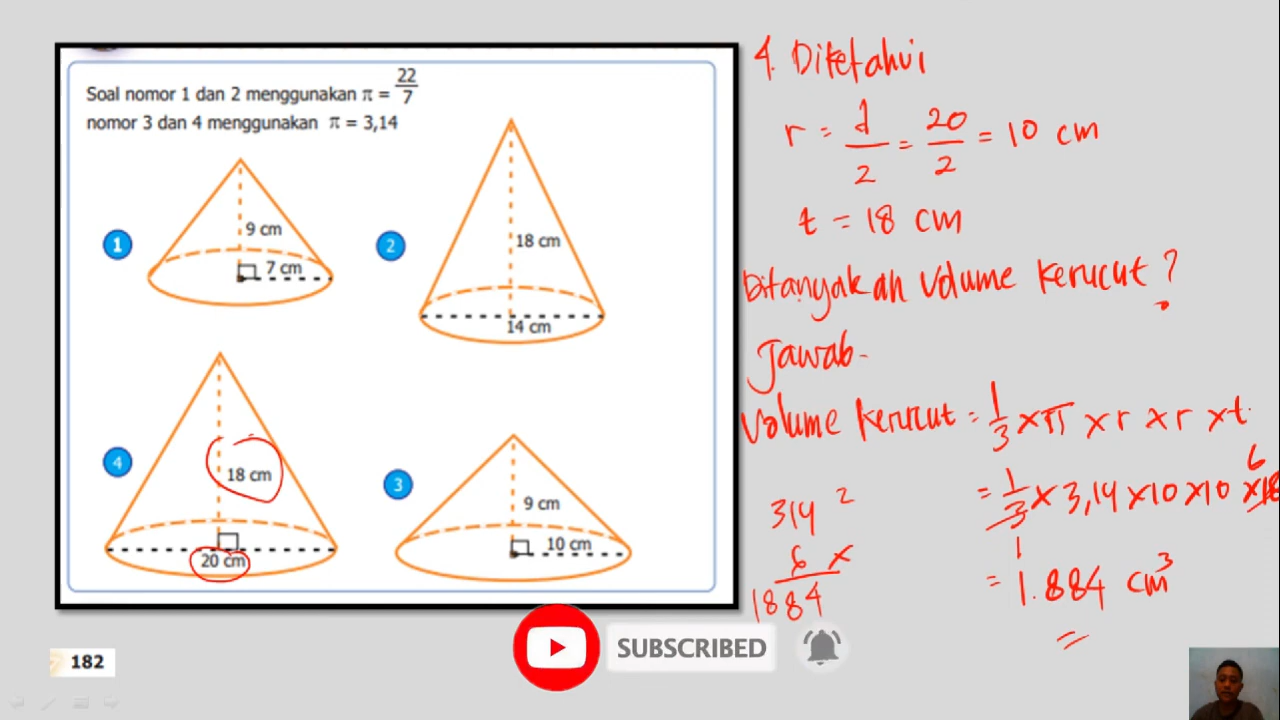 Soal nomor 1 dan 2 menggunakan π = 22/7
nomor 3 dan 4 menggunakan π = 3,14
1
9 cm
7 cm
2
18 cm
14 cm
4
18 cm
20 cm
3
9 cm
10 cm
182
SUBSCRIBED
4. Diketahui
r = d/2 = 20/2 = 10 cm
t = 18 cm
Ditanyakan Volume Kerucut ?
Jawab
Volume Kerucut = 1/3 × π × r × r × t
= 1/3 × 3,14 × 10 × 10 × 18
6
1
= 1.884 cm³
314 2
6 ×
1884